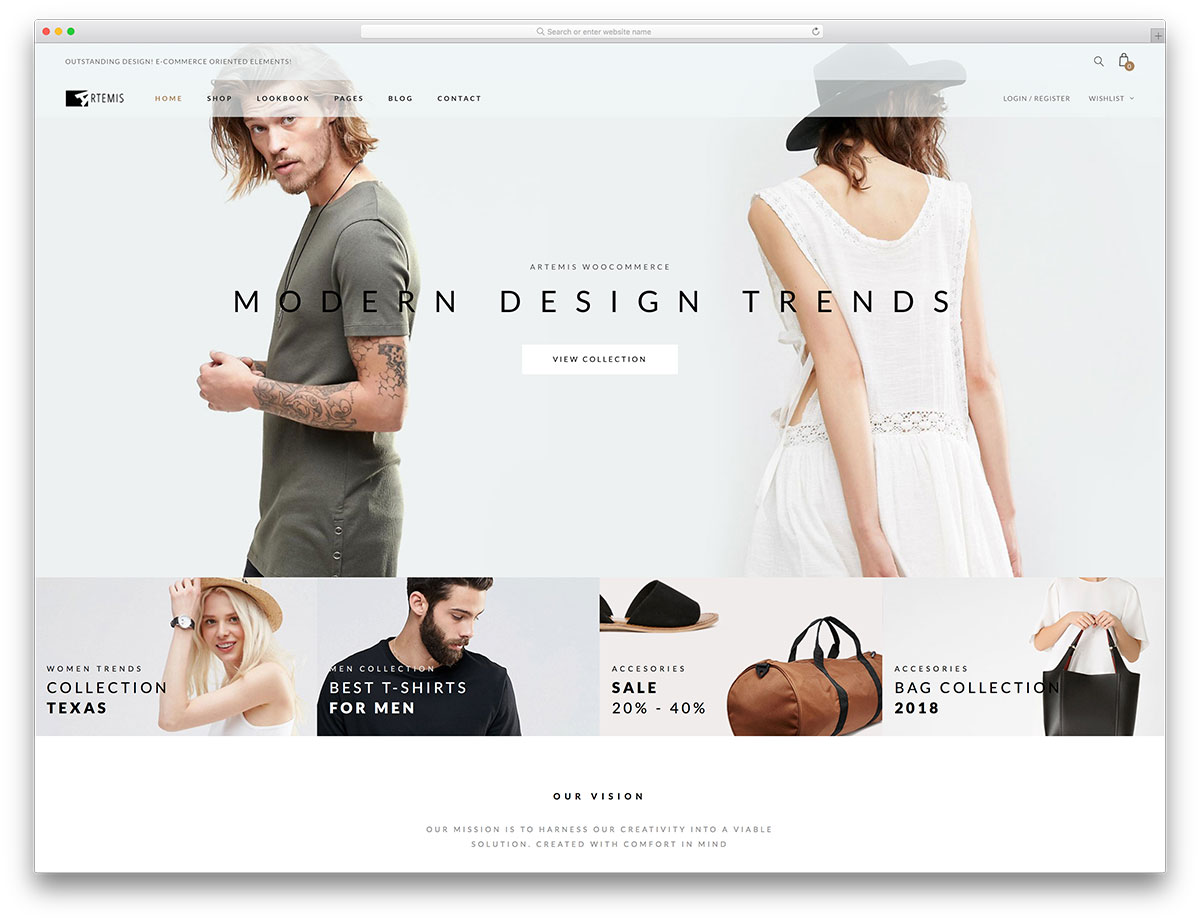 Search or enter website name
OUTSTANDING DESIGN! E-COMMERCE ORIENTED ELEMENTS!
0
RTEMIS HOME SHOP LOOKBOOK PAGES BLOG CONTACT LOGIN / REGISTER WISHLIST
ARTEMIS WOOCOMMERCE
MODERN DESIGN TRENDS
VIEW COLLECTION
WOMEN TRENDS
COLLECTION
TEXAS
MEN COLLECTION
BEST T-SHIRTS
FOR MEN
ACCESORIES
SALE
20% - 40%
ACCESORIES
BAG COLLECTION
2018
OUR VISION
OUR MISSION IS TO HARNESS OUR CREATIVITY INTO A VIABLE
SOLUTION. CREATED WITH COMFORT IN MIND